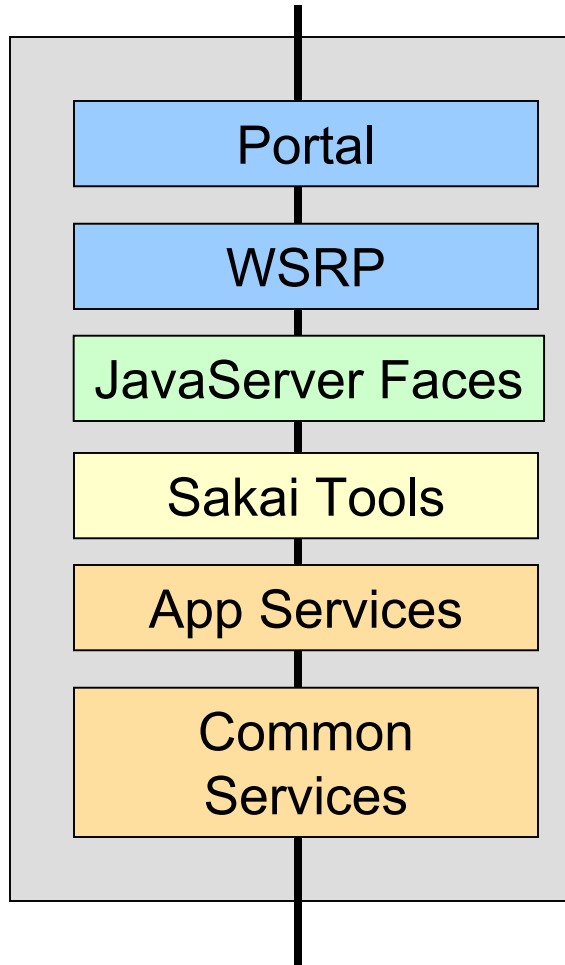 Portal
WSRP
JavaServer Faces
Sakai Tools
App Services
Common
Services